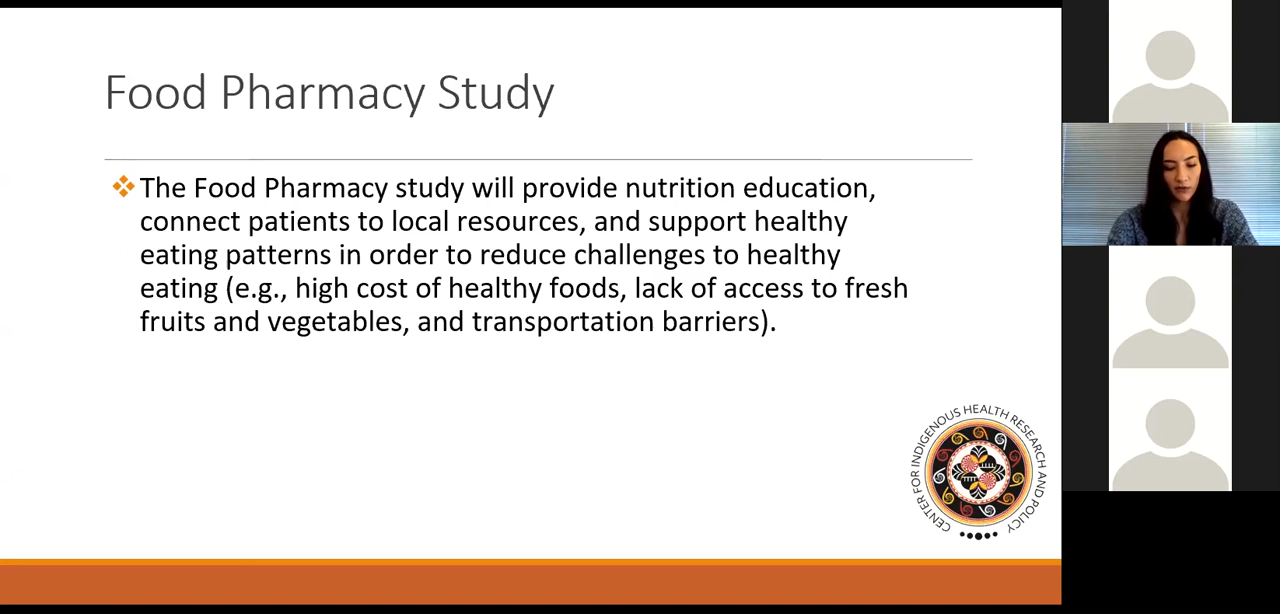 Food Pharmacy Study
The Food Pharmacy study will provide nutrition education,
connect patients to local resources, and support healthy
eating patterns in order to reduce challenges to healthy
eating (e.g., high cost of healthy foods, lack of access to fresh
fruits and vegetables, and transportation barriers).
CENTER FOR INDIGENOUS HEALTH RESEARCH AND POLICY